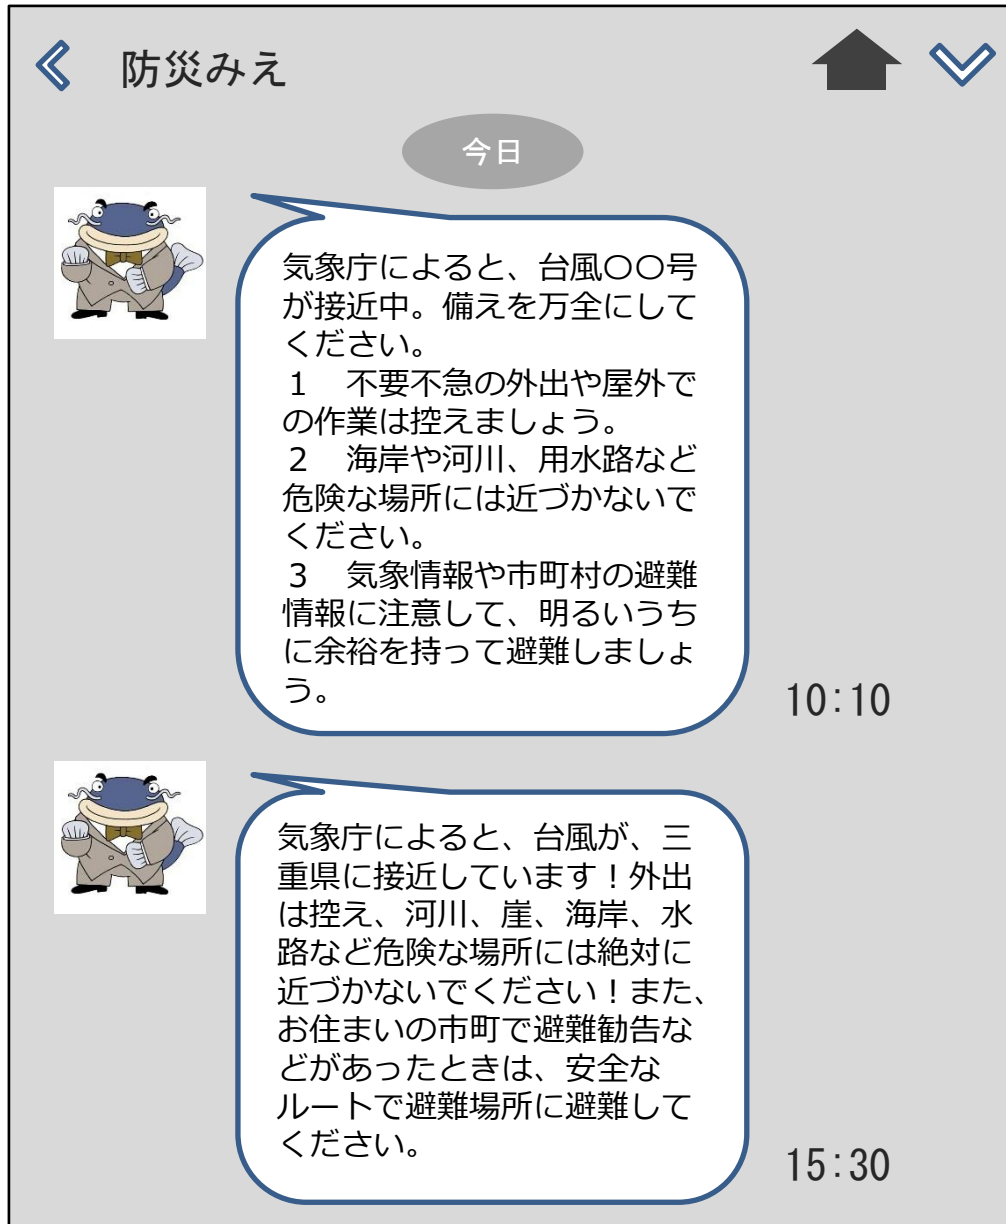 防災みえ
今日
気象庁によると、台風〇〇号
が接近中。備えを万全にして
ください。
１　不要不急の外出や屋外で
の作業は控えましょう。
２　海岸や河川、用水路など
危険な場所には近づかないで
ください。
３　気象情報や市町村の避難
情報に注意して、明るいうち
に余裕を持って避難しましょ
う。
10:10
気象庁によると、台風が、三
重県に接近しています！外出
は控え、河川、崖、海岸、水
路など危険な場所には絶対に
近づかないでください！また、
お住まいの市町で避難勧告な
どがあったときは、安全な
ルートで避難場所に避難して
ください。
15:30